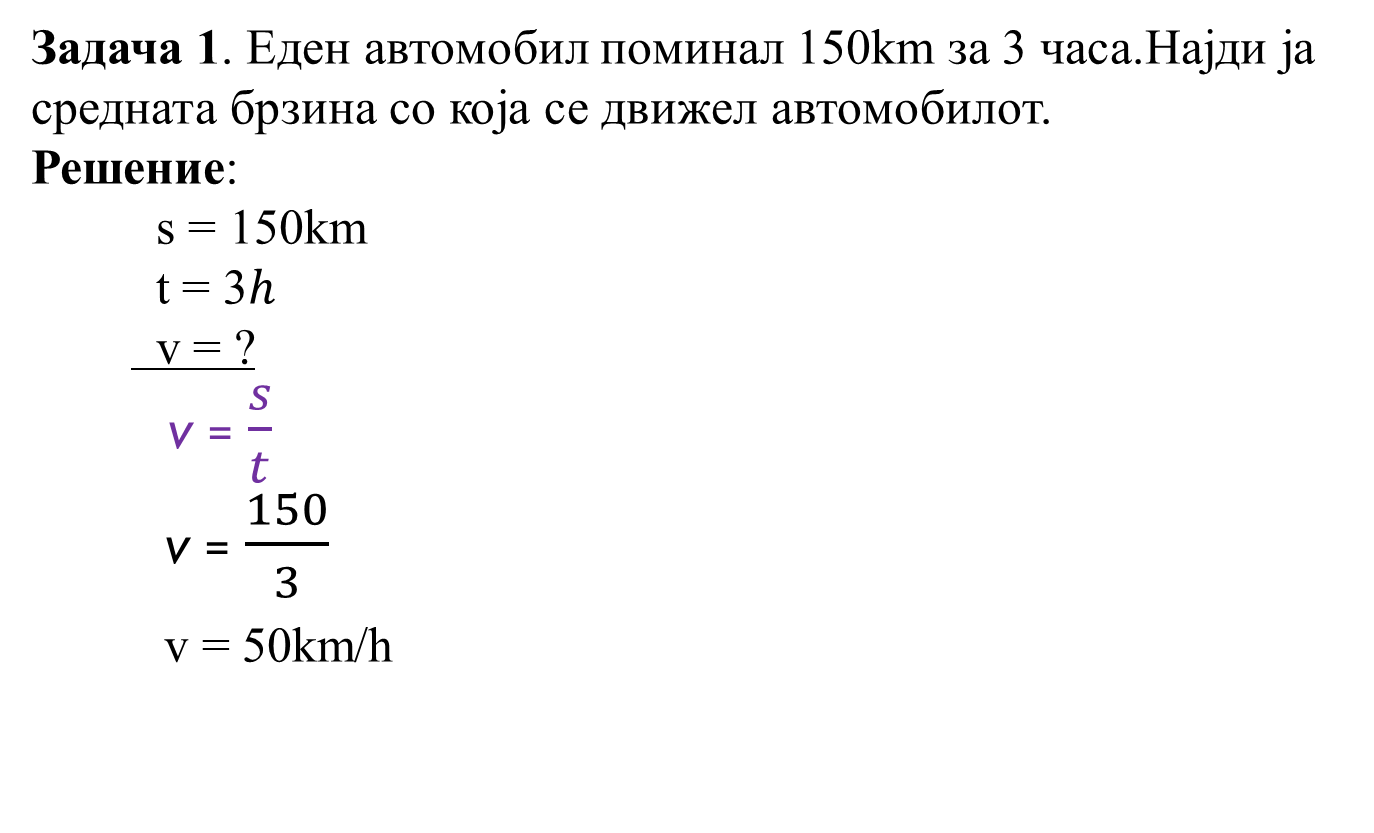 Задача 1. Еден автомобил поминал 150km за 3 часа.Најди ја
средната брзина со која се движел автомобилот.
Решение:
s = 150km
t = 3h
v = ?
v = s/t
v = 150/3
v = 50km/h